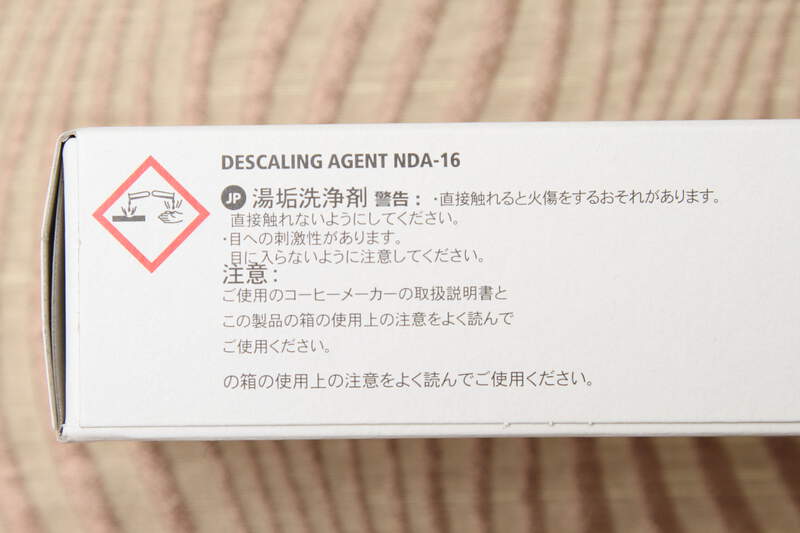 DESCALING AGENT NDA-16
JP 湯垢洗浄剤 警告：・直接触れると火傷をするおそれがあります。
直接触れないようにしてください。
・目への刺激性があります。
目に入らないように注意してください。
注意：
ご使用のコーヒーメーカーの取扱説明書と
この製品の箱の使用上の注意をよく読んで
ご使用ください。
の箱の使用上の注意をよく読んでご使用ください。